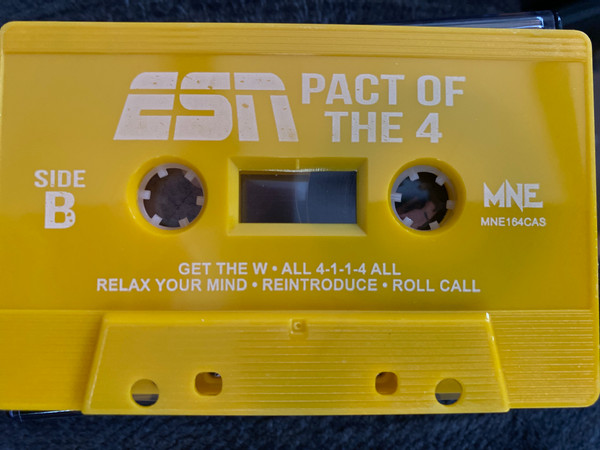 ESN PACT OF
THE 4
SIDE
B
MNE
MNE164CAS
GET THE W • ALL 4-1-1-4 ALL
RELAX YOUR MIND • REINTRODUCE • ROLL CALL